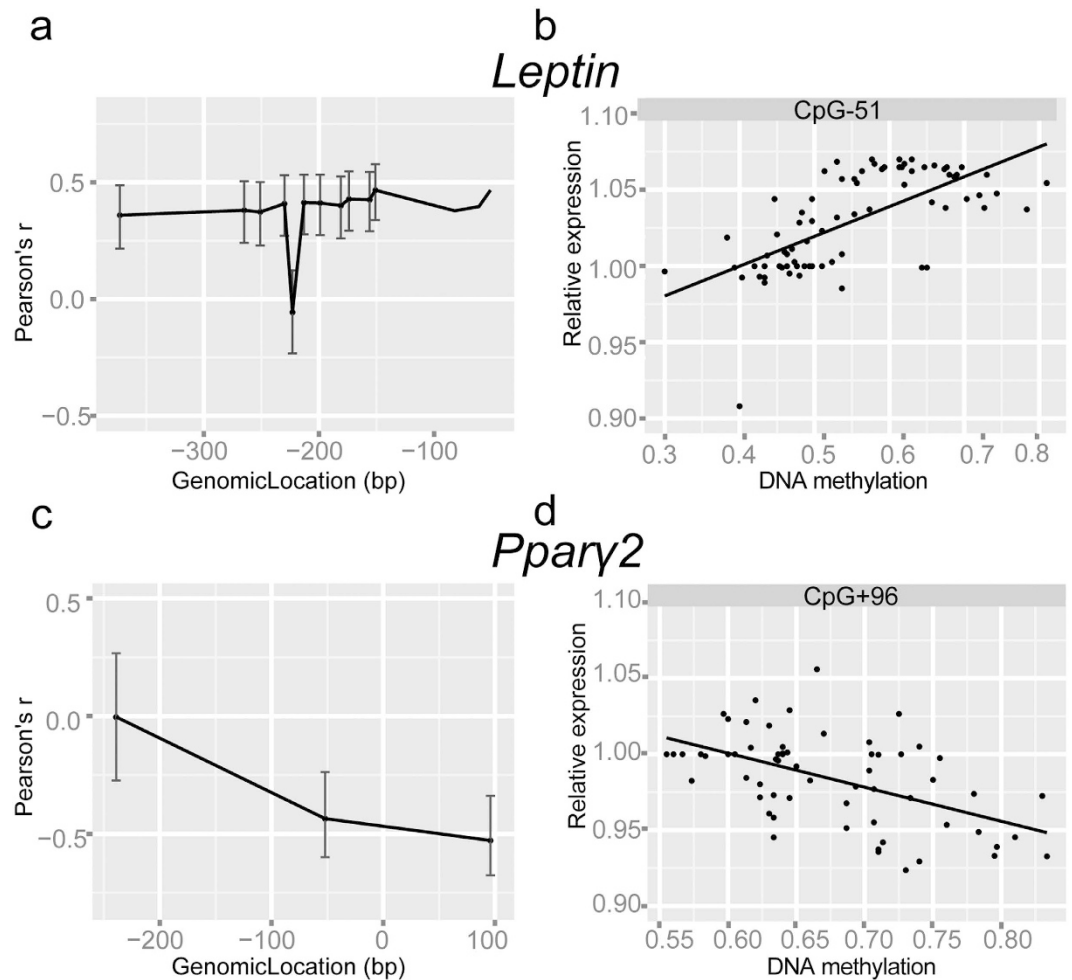 a
b
Leptin
Pearson's r
0.5
0.0
−0.5
−300
−200
−100
GenomicLocation (bp)
CpG-51
Relative expression
1.10
1.05
1.00
0.95
0.90
0.3
0.4
0.5
0.6
0.7
0.8
DNA methylation
c
d
Pparγ2
Pearson's r
0.5
0.0
−0.5
−200
−100
0
100
GenomicLocation (bp)
CpG+96
Relative expression
1.10
1.05
1.00
0.95
0.90
0.55
0.60
0.65
0.70
0.75
0.80
DNA methylation